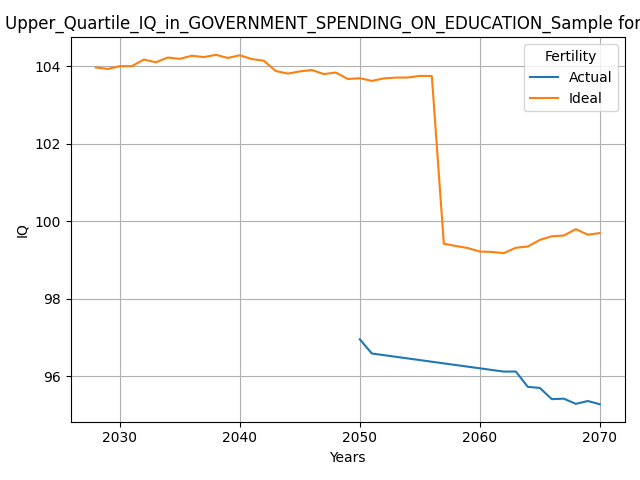 Upper_Quartile_IQ_in_GOVERNMENT_SPENDING_ON_EDUCATION_Sample for
Fertility
Actual
Ideal
104
102
100
98
96
IQ
2030 2040 2050 2060 2070
Years